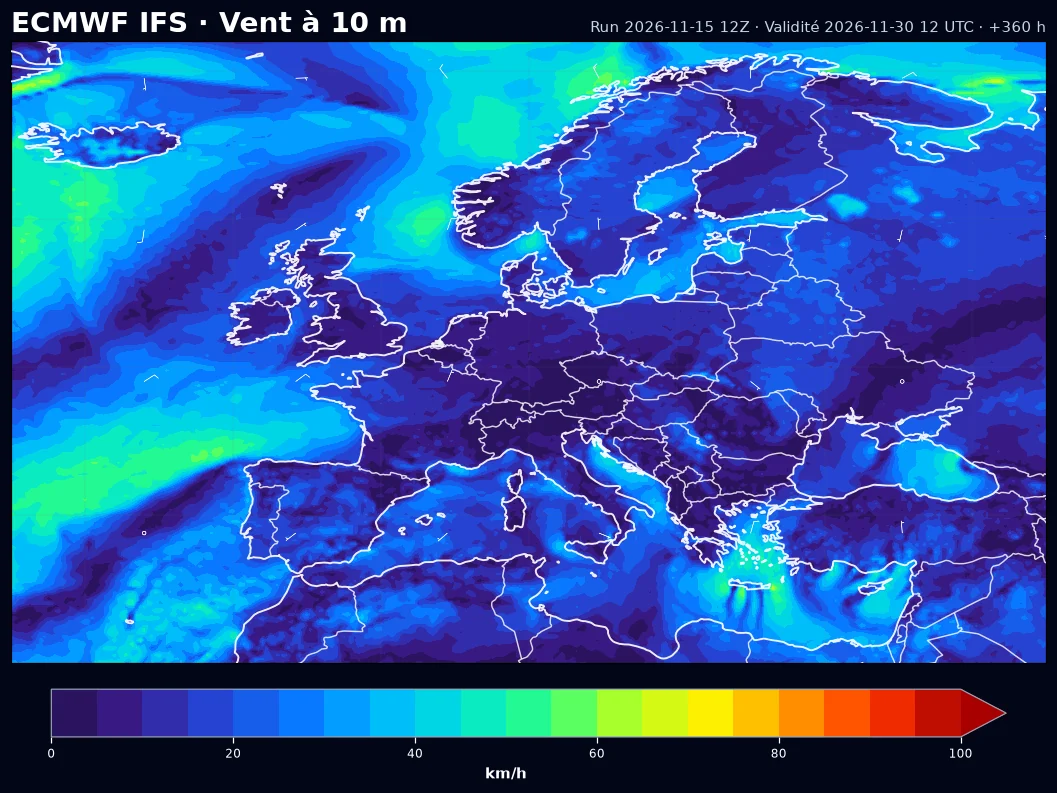 ECMWF IFS · Vent à 10 m
Run 2026-11-15 12Z · Validité 2026-11-30 12 UTC · +360 h
0 20 40 60 80 100
km/h